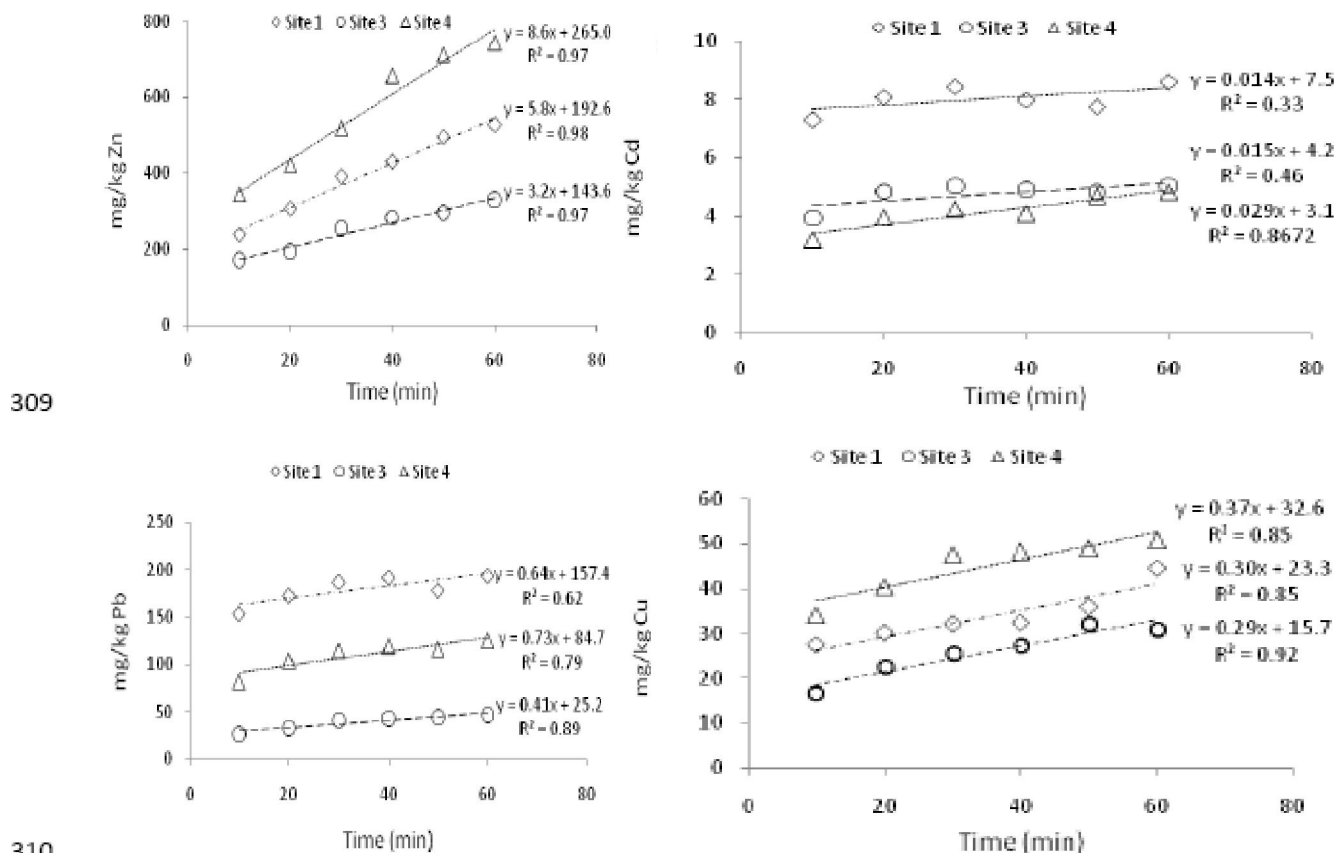 ◇ Site 1 ○ Site 3 △ Site 4
800
600
400
200
0
mg/kg Zn
y = 8.6x + 265.0
R² = 0.97
y = 5.8x + 192.6
R² = 0.98
y = 3.2x + 143.6
R² = 0.97
0 20 40 60 80
Time (min)
◇ Site 1 ○ Site 3 △ Site 4
10
8
6
4
2
0
mg/kg Cd
y = 0.014x + 7.5
R² = 0.33
y = 0.015x + 4.2
R² = 0.46
y = 0.029x + 3.1
R² = 0.8672
0 20 40 60 80
Time (min)
309
◇ Site 1 ○ Site 3 △ Site 4
250
200
150
100
50
0
mg/kg Pb
y = 0.64x + 157.4
R² = 0.62
y = 0.73x + 84.7
R² = 0.79
y = 0.41x + 25.2
R² = 0.89
0 20 40 60 80
Time (min)
◇ Site 1 ○ Site 3 △ Site 4
60
50
40
30
20
10
0
mg/kg Cu
y = 0.37x + 32.6
R² = 0.85
y = 0.30x + 23.3
R² = 0.85
y = 0.29x + 15.7
R² = 0.92
0 20 40 60 80
Time (min)
310